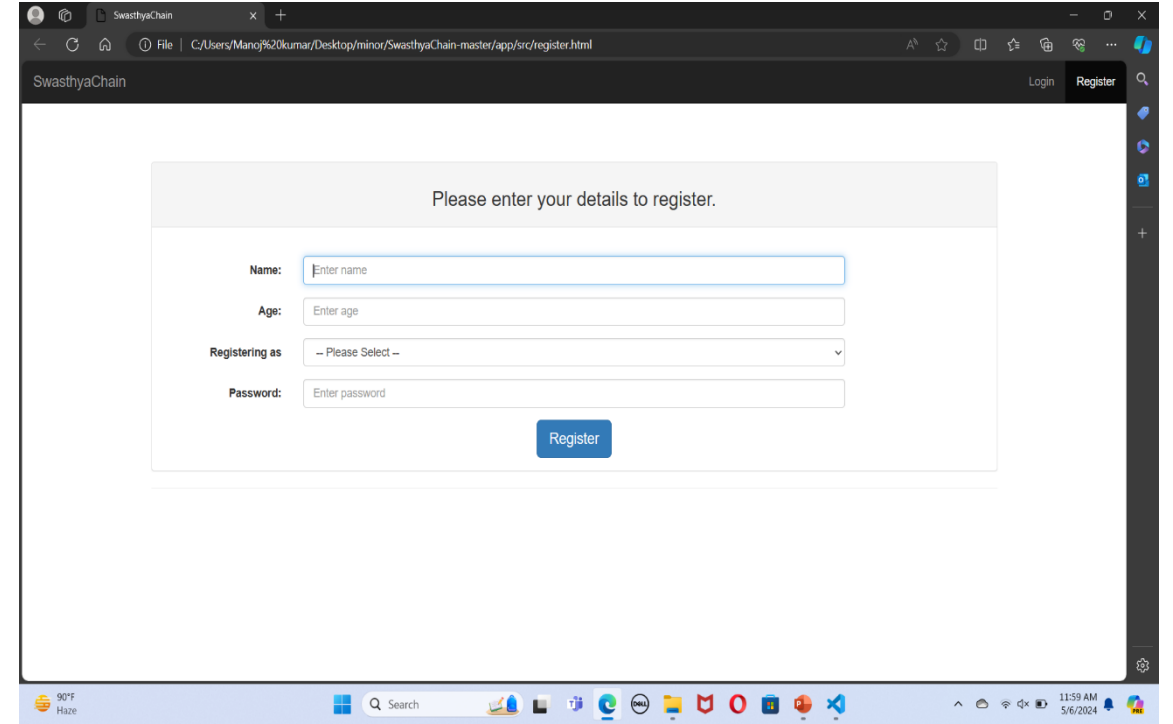 SwasthyaChain
File | C:/Users/Manoj%20kumar/Desktop/minor/SwasthyaChain-master/app/src/register.html
SwasthyaChain Login Register
Please enter your details to register.
Name: Enter name
Age: Enter age
Registering as -- Please Select --
Password: Enter password
Register
90°F
Haze
Search
DELL
11:59 AM
5/6/2024
PRE